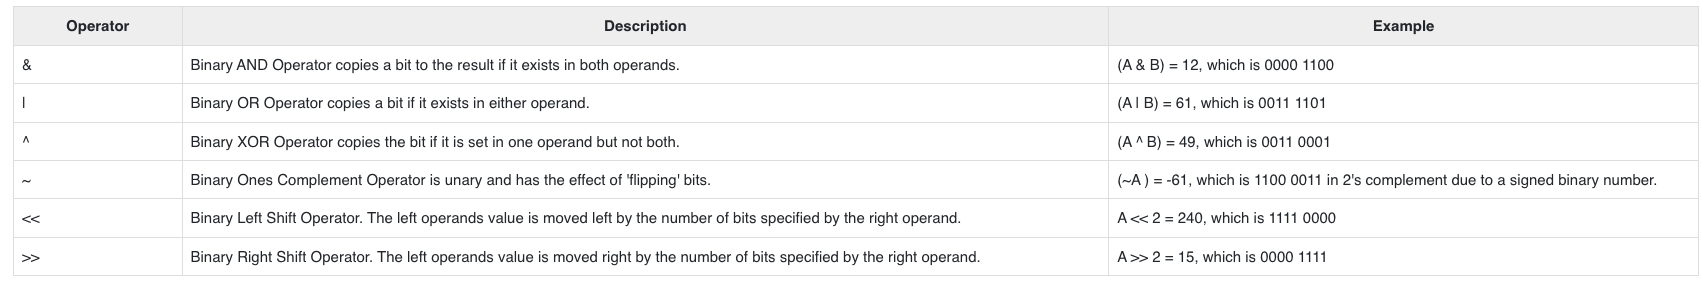 Operator Description Example
& Binary AND Operator copies a bit to the result if it exists in both operands. (A & B) = 12, which is 0000 1100
| Binary OR Operator copies a bit if it exists in either operand. (A | B) = 61, which is 0011 1101
^ Binary XOR Operator copies the bit if it is set in one operand but not both. (A ^ B) = 49, which is 0011 0001
~ Binary Ones Complement Operator is unary and has the effect of 'flipping' bits. (~A ) = -61, which is 1100 0011 in 2's complement due to a signed binary number.
<< Binary Left Shift Operator. The left operands value is moved left by the number of bits specified by the right operand. A << 2 = 240, which is 1111 0000
>> Binary Right Shift Operator. The left operands value is moved right by the number of bits specified by the right operand. A >> 2 = 15, which is 0000 1111